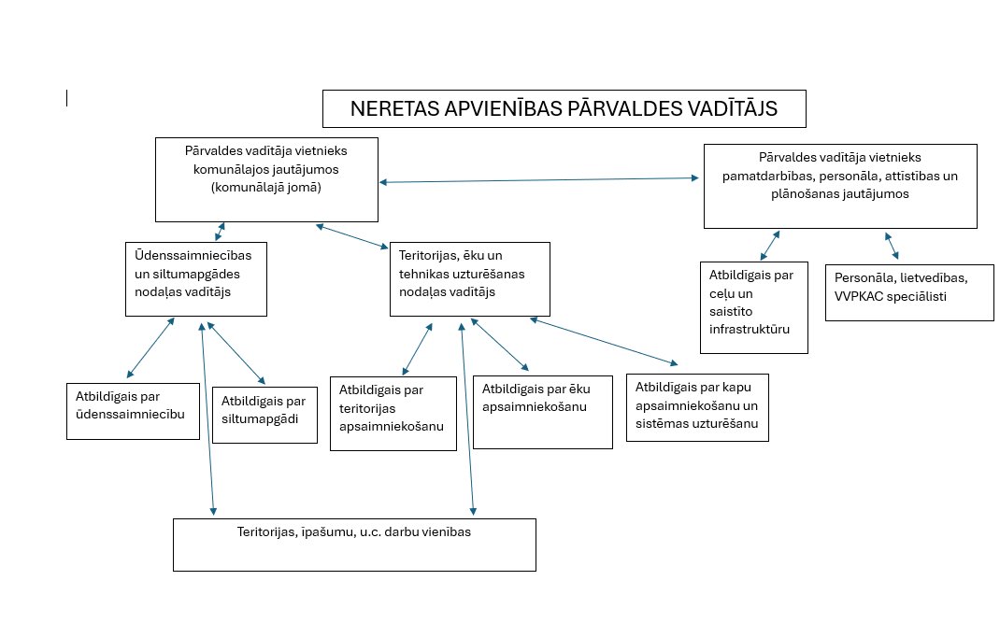 NERETAS APVIENĪBAS PĀRVALDES VADĪTĀJS
Pārvaldes vadītāja vietnieks
komunālajos jautājumos
(komunālajā jomā)
Pārvaldes vadītāja vietnieks
pamatdarbības, personāla, attīstības un
plānošanas jautājumos
Ūdenssaimniecības
un siltumapgādes
nodaļas vadītājs
Teritorijas, ēku un
tehnikas uzturēšanas
nodaļas vadītājs
Atbildīgais par
ceļu un
saistīto
infrastruktūru
Personāla, lietvedības,
VVPKAC speciālisti
Atbildīgais par
ūdenssaimniecību
Atbildīgais par
siltumapgādi
Atbildīgais par
teritorijas
apsaimniekošanu
Atbildīgais par ēku
apsaimniekošanu
Atbildīgais par kapu
apsaimniekošanu un
sistēmas uzturēšanu
Teritorijas, īpašumu, u.c. darbu vienības